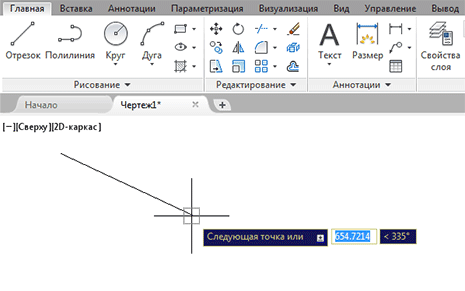 Главная Вставка Аннотации Параметризация Визуализация Вид Управление Вывод
Отрезок Полилиния Круг Дуга Текст Размер Свойства слоя
Рисование Редактирование Аннотации
Начало Чертеж1*
[−][Сверху][2D-каркас]
Следующая точка или 654.7214 < 335°